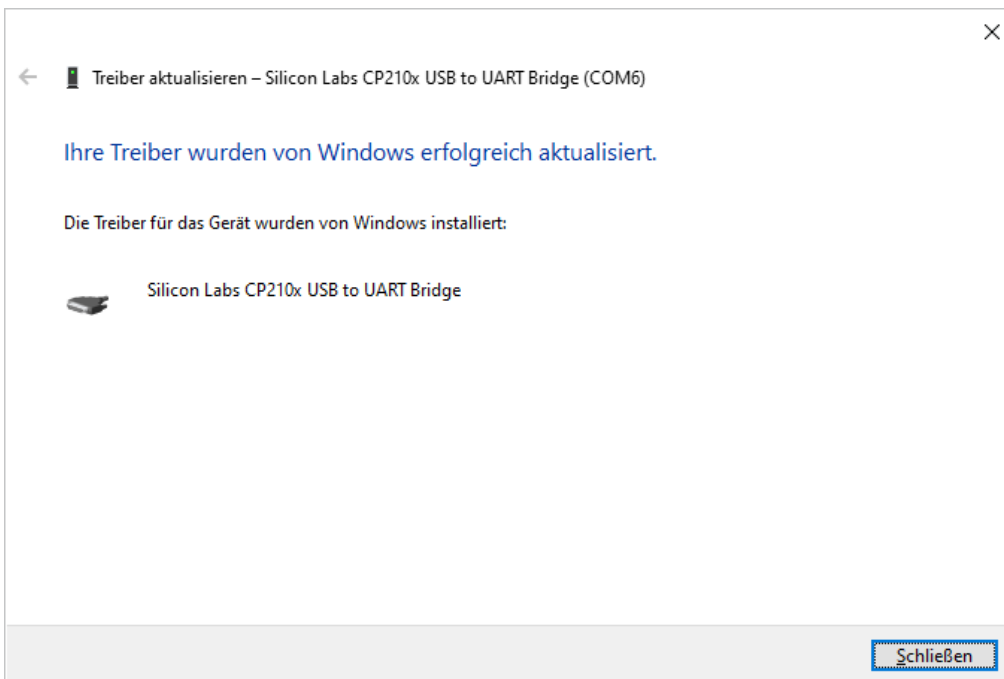 Treiber aktualisieren – Silicon Labs CP210x USB to UART Bridge (COM6)
Ihre Treiber wurden von Windows erfolgreich aktualisiert.
Die Treiber für das Gerät wurden von Windows installiert:
Silicon Labs CP210x USB to UART Bridge
Schließen